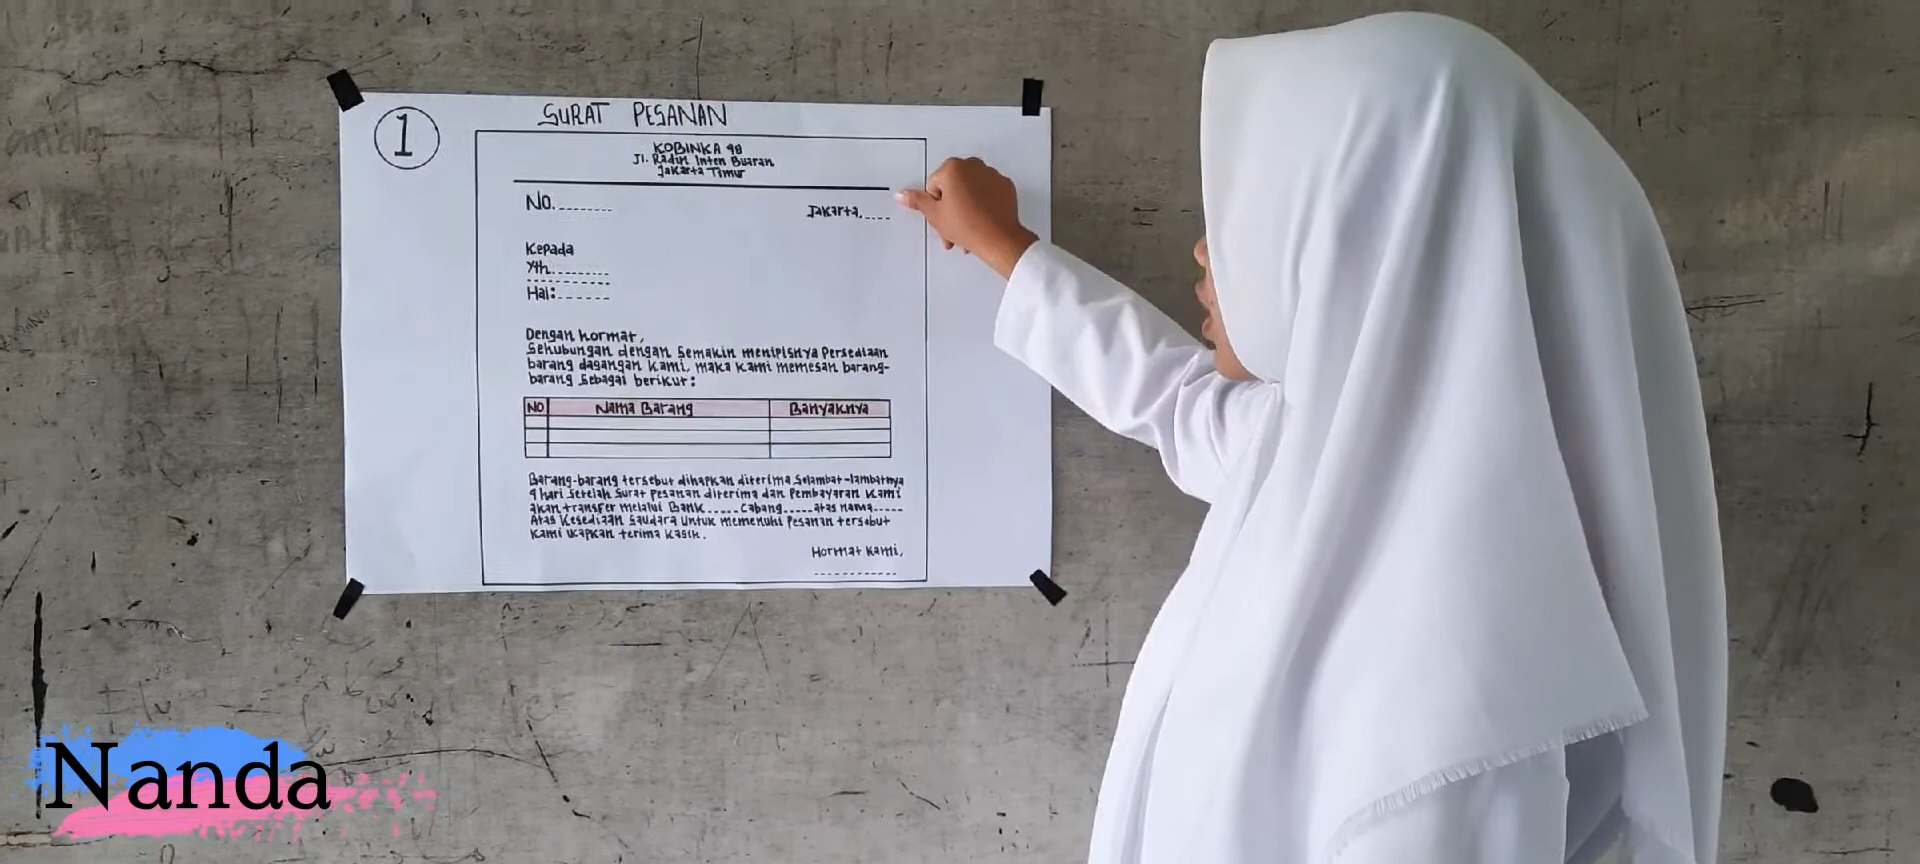 1
SURAT PESANAN
KOBINKA 98
Jl. Radin Inten Buaran
Jakarta Timur
No.........
Jakarta,....
Kepada
Yth.........
---------
Hal:......
Dengan hormat,
Sehubungan dengan semakin menipisnya Persediaan
barang dagangan kami, maka kami memesan barang-
barang sebagai berikut:
NO Nama Barang Banyaknya
Barang-barang tersebut dihapkan diterima selambat-lambatnya
9 hari setelah surat pesanan diterima dan Pembayaran kami
akan transfer melalui Bank......Cabang.....atas nama.....
Atas Kesediaan Saudara untuk memenuhi Pesanan tersebut
kami ucapkan terima kasih.
Hormat kami,
-----------
Nanda